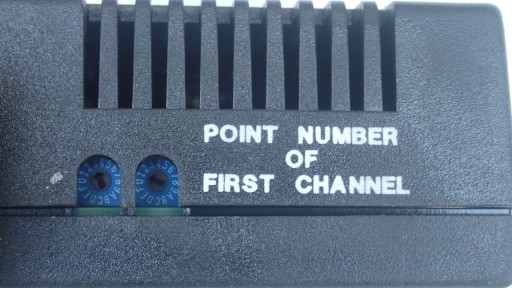 POINT NUMBER
OF
FIRST CHANNEL